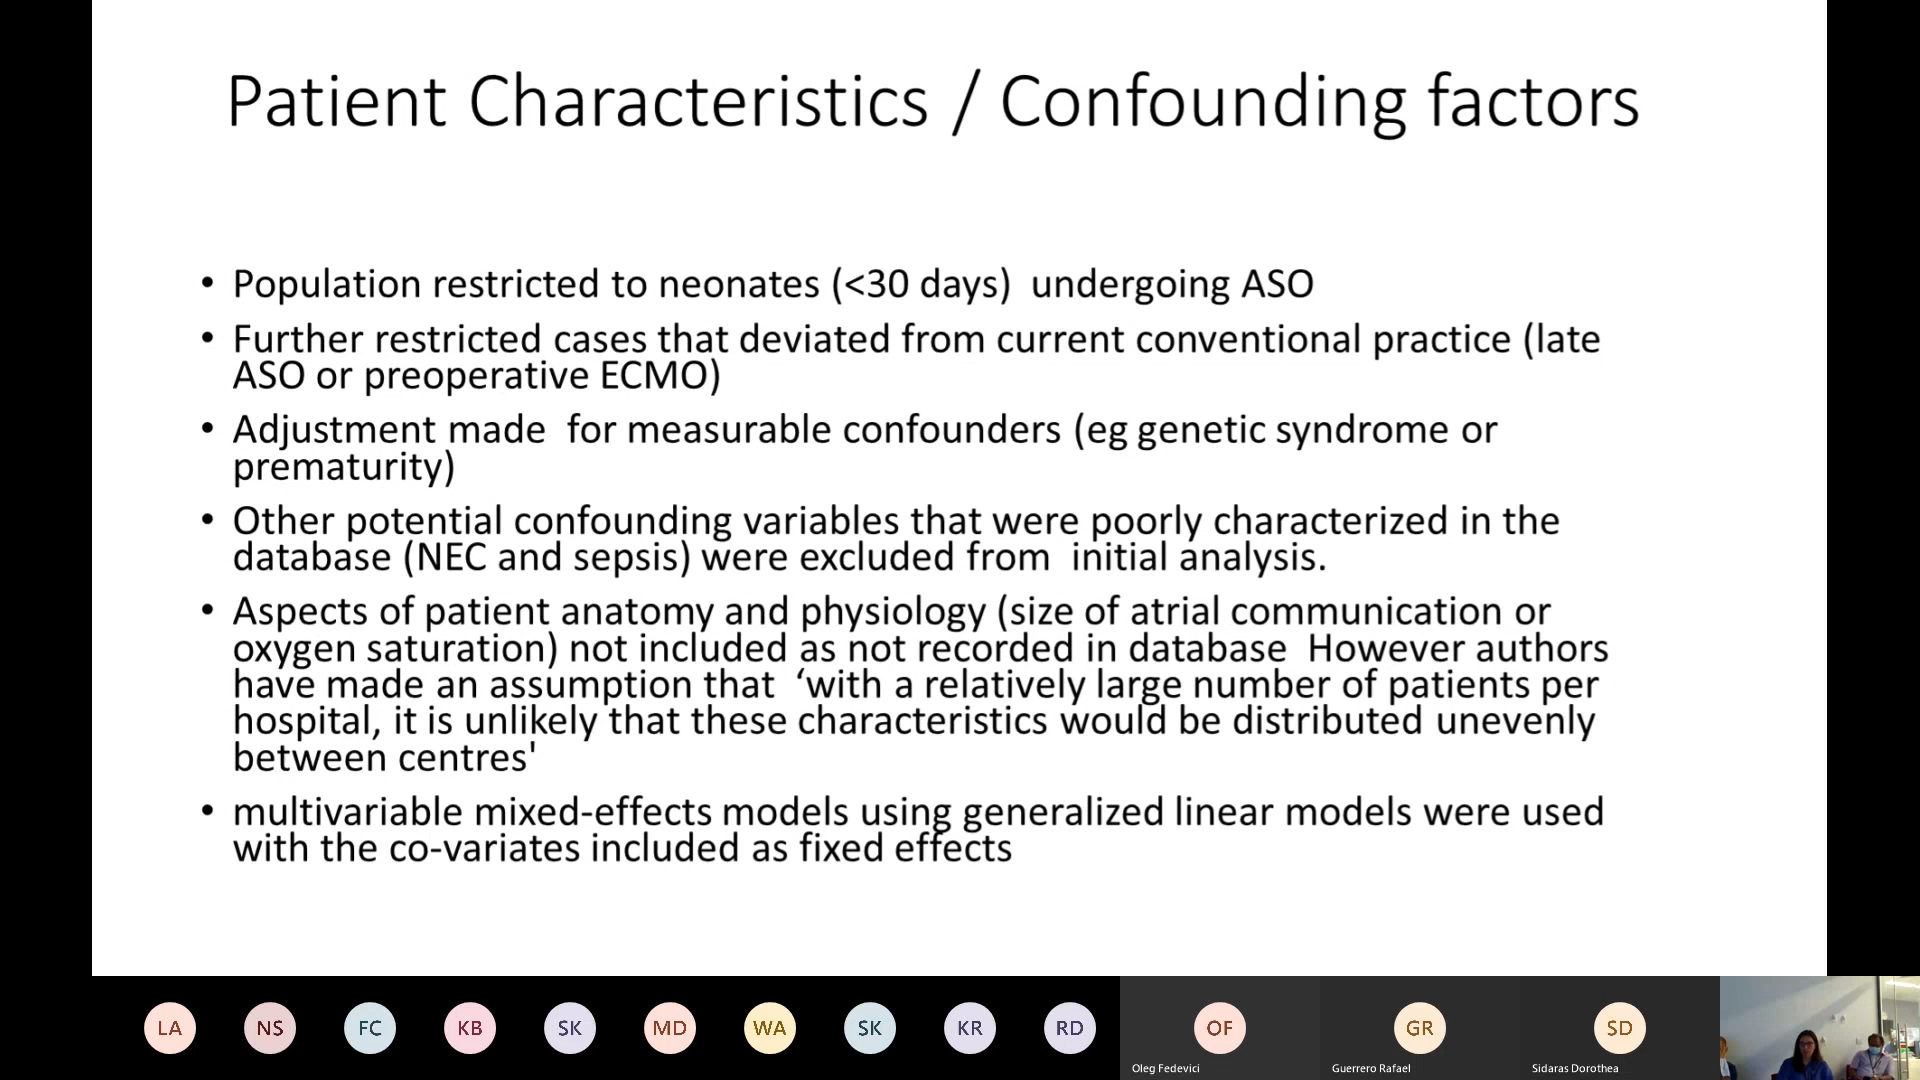 Patient Characteristics / Confounding factors
• Population restricted to neonates (<30 days)  undergoing ASO
• Further restricted cases that deviated from current conventional practice (late
ASO or preoperative ECMO)
• Adjustment made  for measurable confounders (eg genetic syndrome or
prematurity)
• Other potential confounding variables that were poorly characterized in the
database (NEC and sepsis) were excluded from  initial analysis.
• Aspects of patient anatomy and physiology (size of atrial communication or
oxygen saturation) not included as not recorded in database  However authors
have made an assumption that  ‘with a relatively large number of patients per
hospital, it is unlikely that these characteristics would be distributed unevenly
between centres'
• multivariable mixed-effects models using generalized linear models were used
with the co-variates included as fixed effects
LA NS FC KB SK MD WA SK KR RD OF GR SD
Oleg Fedevici Guerrero Rafael Sidaras Dorothea